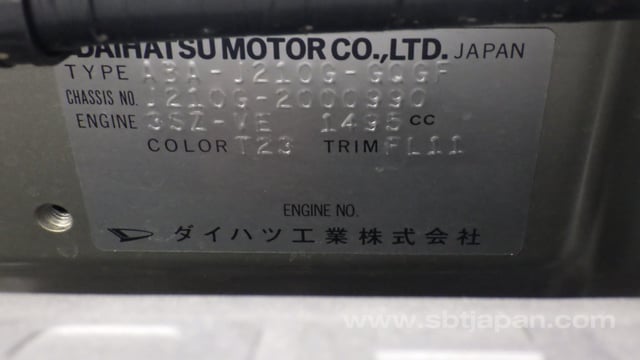 DAIHATSU MOTOR CO.,LTD. JAPAN
TYPE ABA-J210G-GQGF
CHASSIS NO. J210G-2000990
ENGINE 3SZ-VE 1495 CC
COLOR T23 TRIM FL11
ENGINE NO.
ダイハツ工業株式会社
www.sbtjapan.com